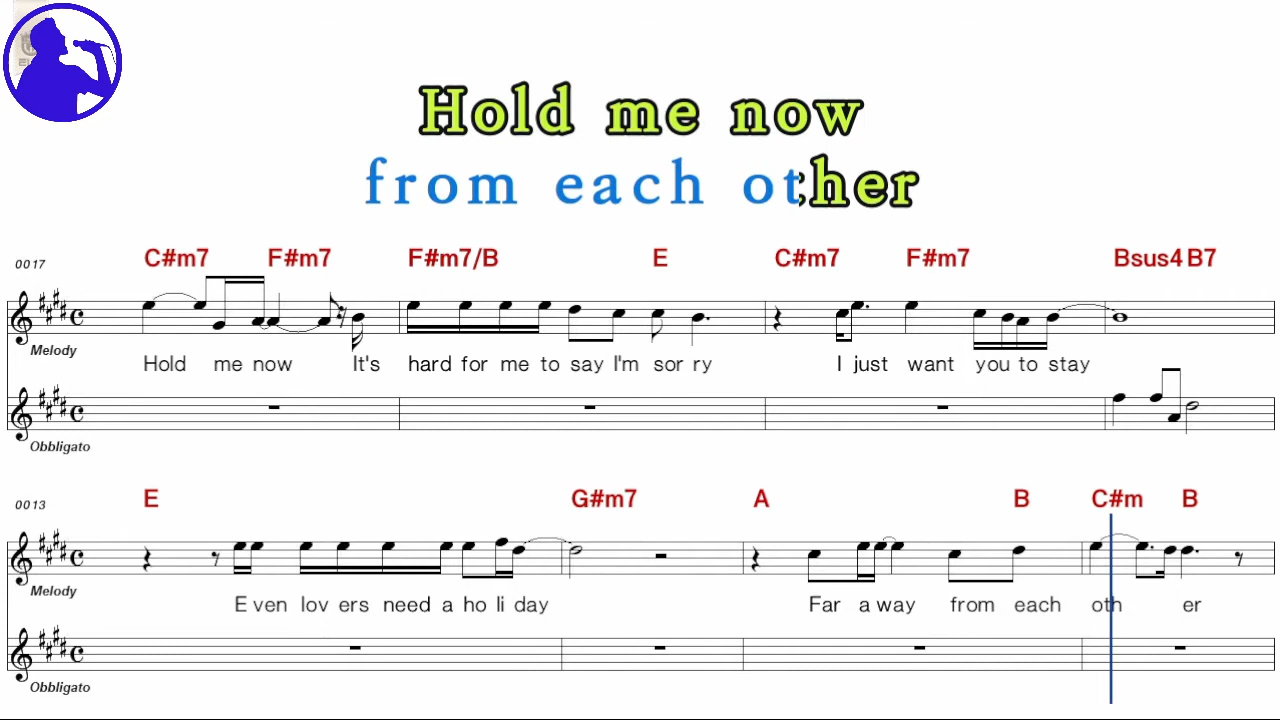 Hold me now
from each other
0017 C#m7 F#m7 F#m7/B E C#m7 F#m7 Bsus4 B7
Melody
Hold me now It's hard for me to say I'm sor ry I just want you to stay
Obbligato
0013 E G#m7 A B C#m B
Melody
E ven lov ers need a ho li day Far a way from each oth er
Obbligato